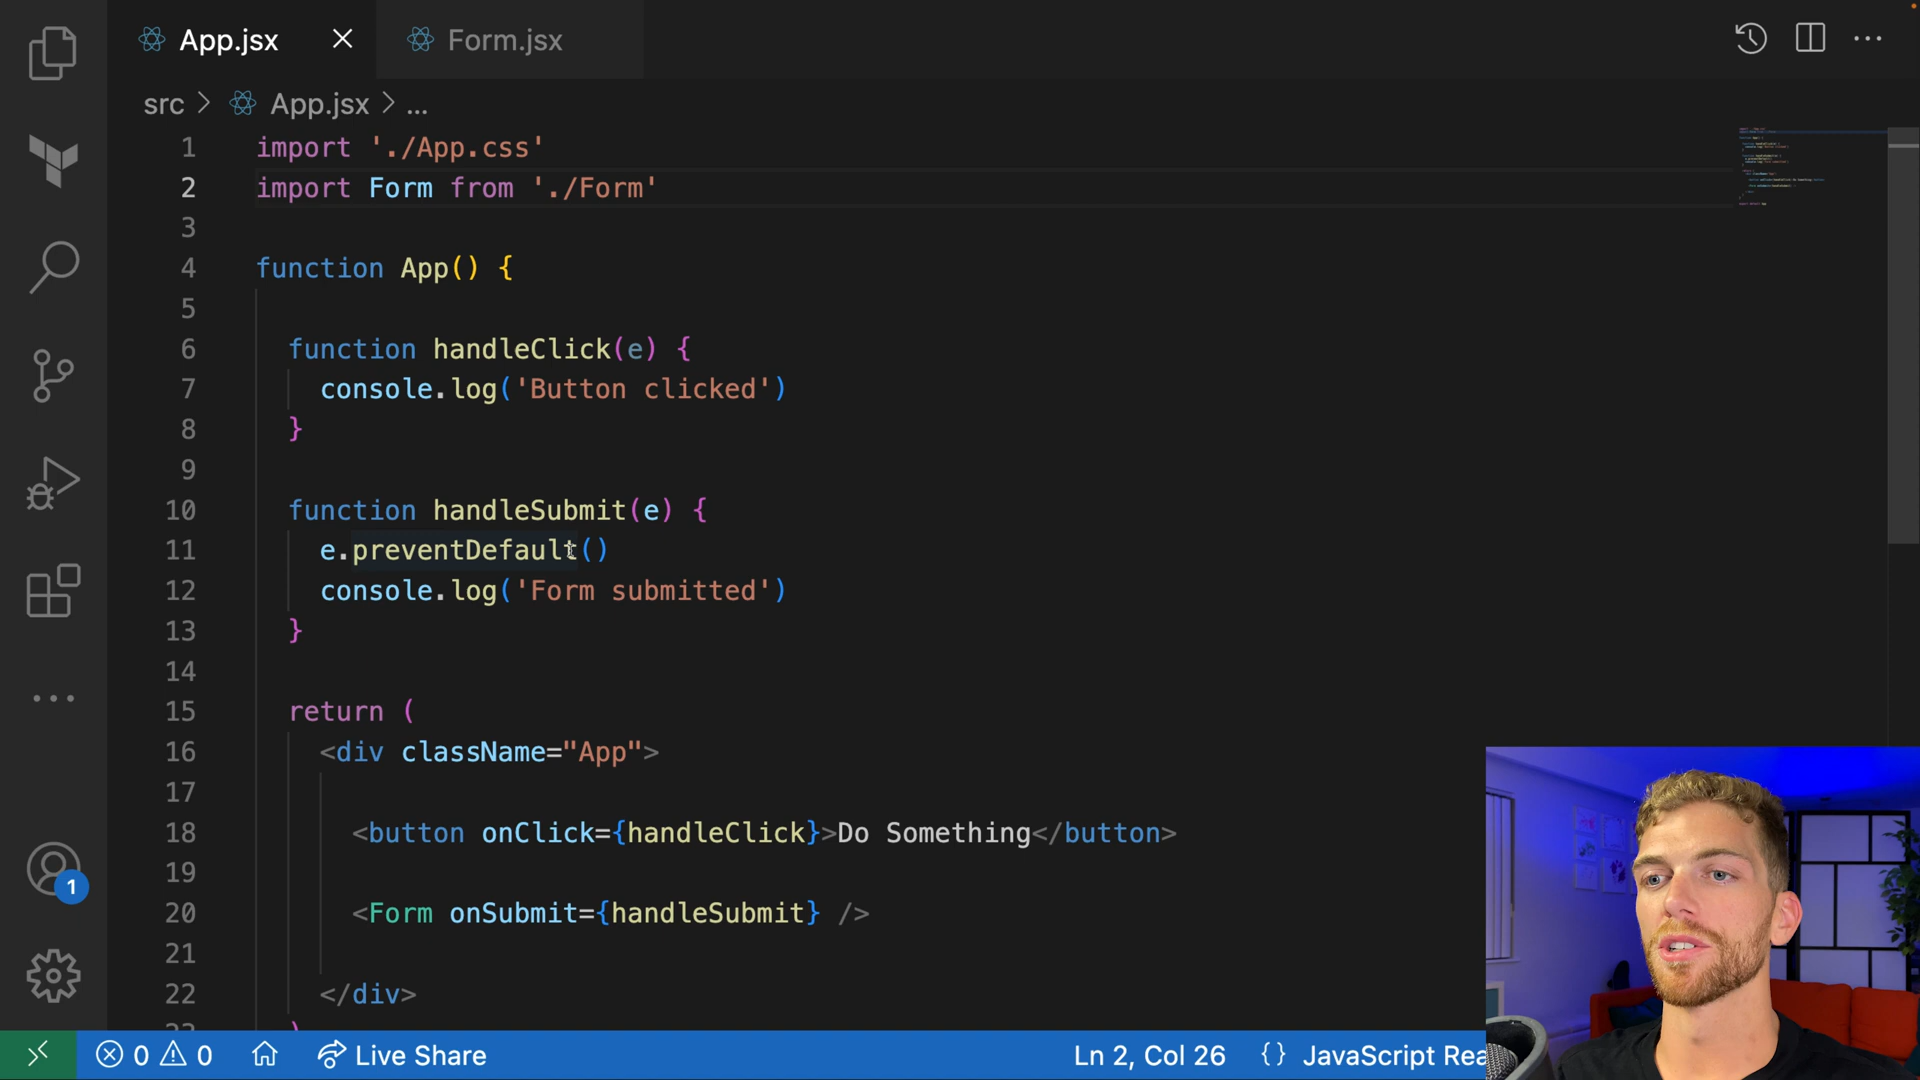 App.jsx
Form.jsx
src > App.jsx > ...
1 import './App.css'
2 import Form from './Form'
3
4 function App() {
5
6 function handleClick(e) {
7 console.log('Button clicked')
8 }
9
10 function handleSubmit(e) {
11 e.preventDefault()
12 console.log('Form submitted')
13 }
14
15 return (
16 <div className="App">
17
18 <button onClick={handleClick}>Do Something</button>
19
20 <Form onSubmit={handleSubmit} />
21
22 </div>
1
0 0 Live Share Ln 2, Col 26 {} JavaScript Rea